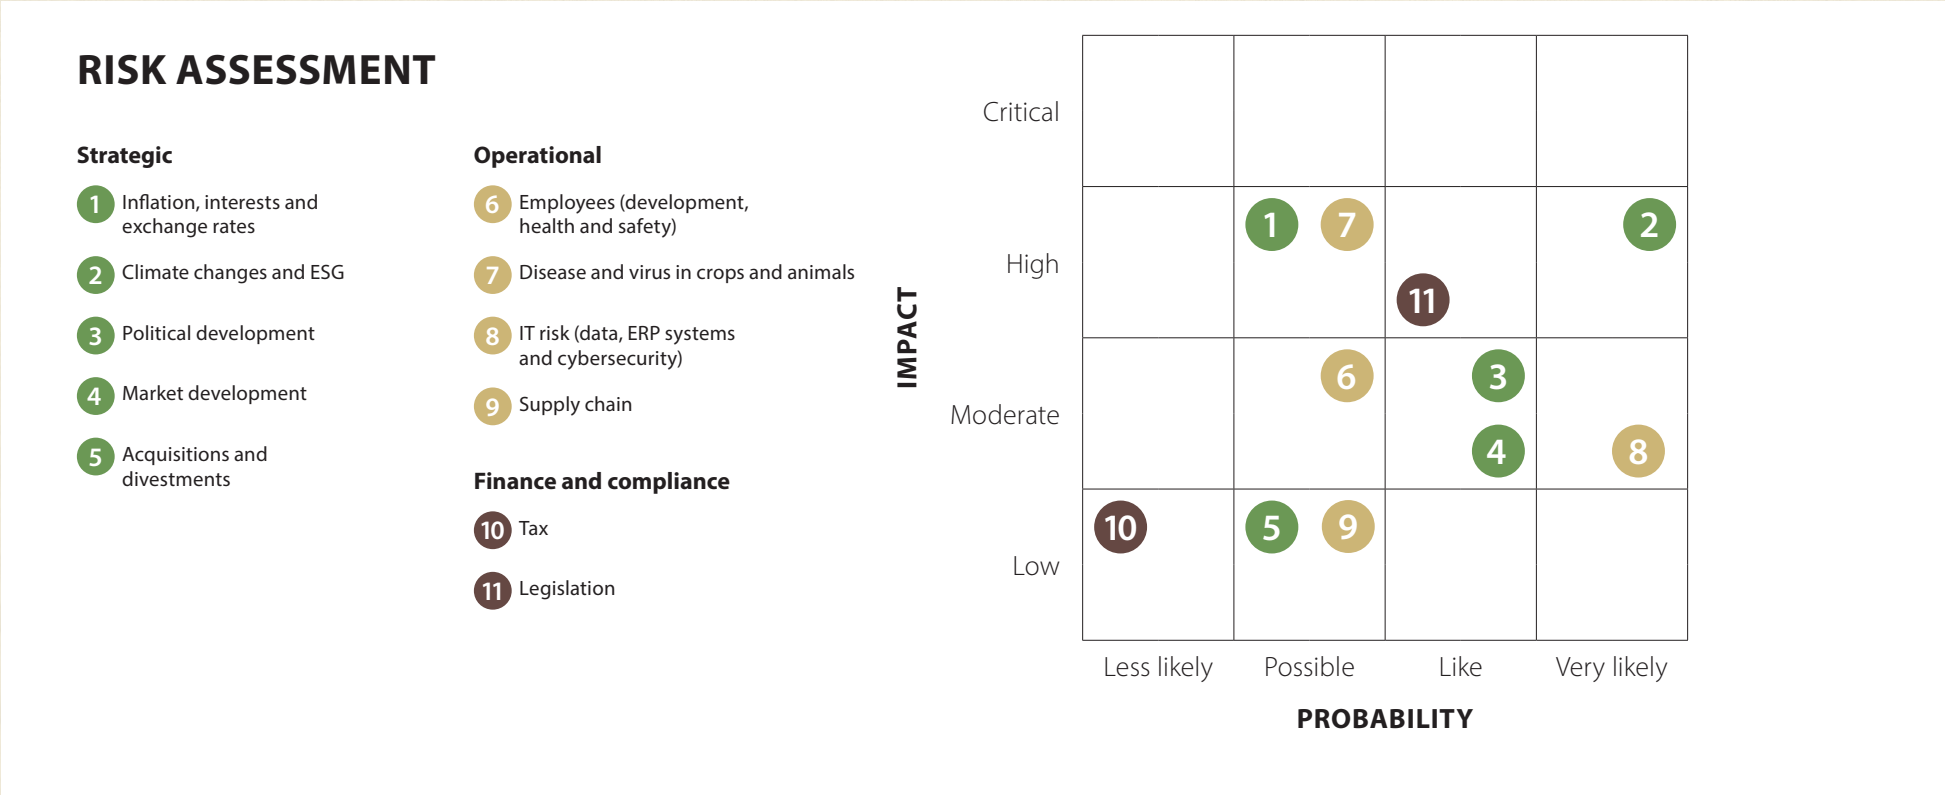 RISK ASSESSMENT
Strategic
1 Inflation, interests and
exchange rates
2 Climate changes and ESG
3 Political development
4 Market development
5 Acquisitions and
divestments
Operational
6 Employees (development,
health and safety)
7 Disease and virus in crops and animals
8 IT risk (data, ERP systems
and cybersecurity)
9 Supply chain
Finance and compliance
10 Tax
11 Legislation
IMPACT
Critical
High
1 7 2
11
Moderate
6 3
4 8
Low
10 5 9
Less likely Possible Like Very likely
PROBABILITY